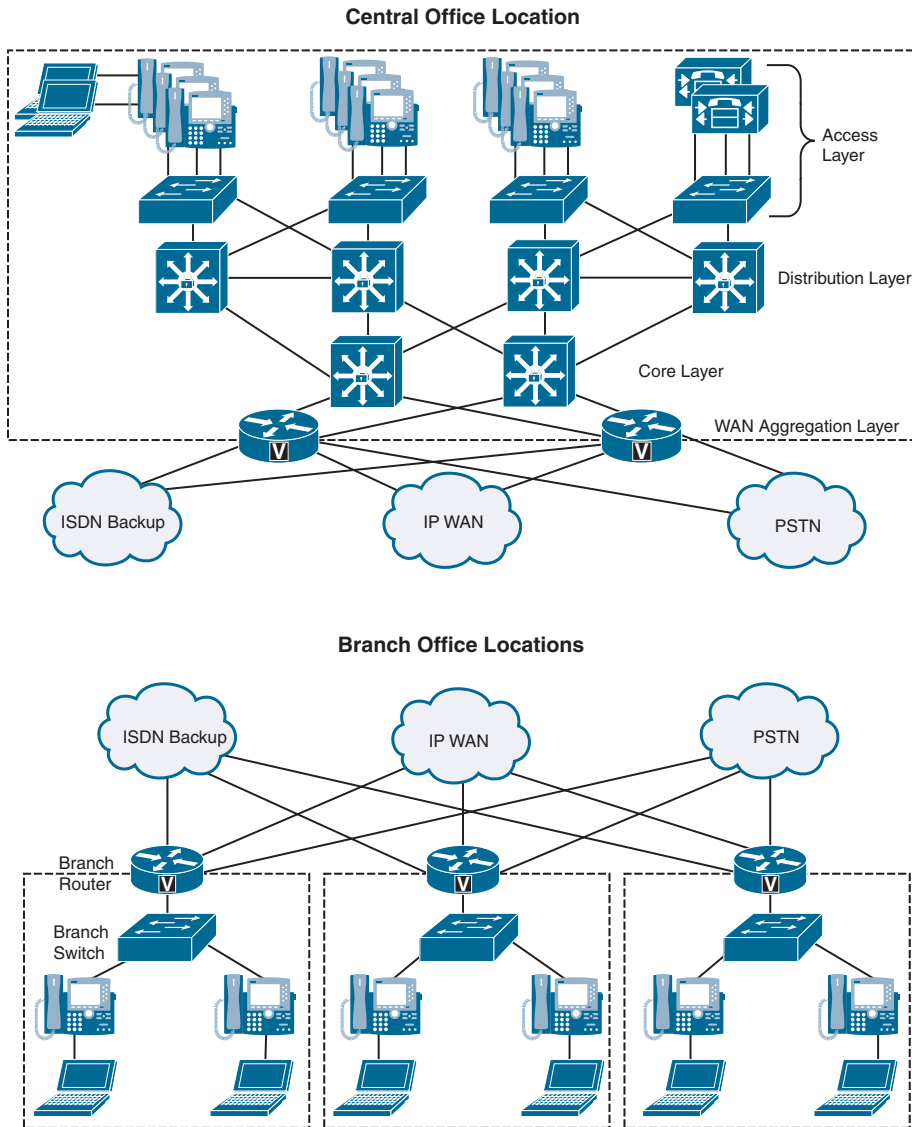 Central Office Location
Access
Layer
Distribution Layer
Core Layer
WAN Aggregation Layer
V
V
ISDN Backup
IP WAN
PSTN
Branch Office Locations
ISDN Backup
IP WAN
PSTN
Branch
Router
V
V
V
Branch
Switch